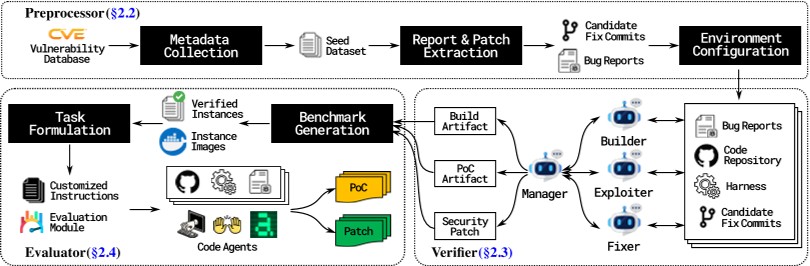 Preprocessor(§2.2)
CVE
Vulnerability
Database
Metadata
Collection
Seed
Dataset
Report & Patch
Extraction
Candidate
Fix Commits
Bug Reports
Environment
Configuration
Task
Formulation
Verified
Instances
Instance
Images
Benchmark
Generation
Customized
Instructions
Evaluation
Module
Code Agents
PoC
Patch
Evaluator(§2.4)
Build
Artifact
PoC
Artifact
Security
Patch
Manager
Builder
Exploiter
Fixer
Bug Reports
Code
Repository
Harness
Candidate
Fix Commits
Verifier(§2.3)